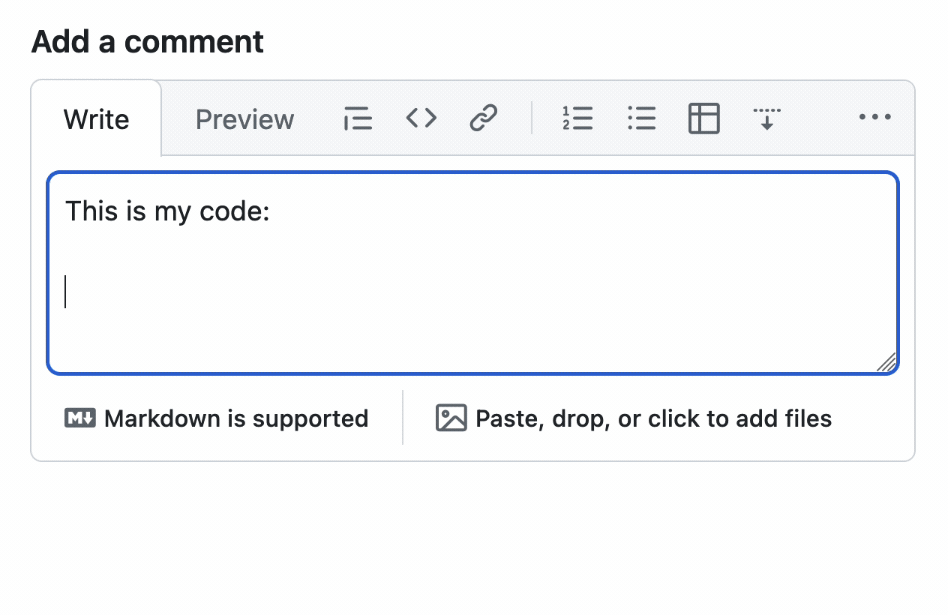 Add a comment
Write Preview
This is my code:
Markdown is supported Paste, drop, or click to add files